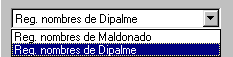 Reg. nombres de Dipalme
Reg. nombres de Maldonado
Reg. nombres de Dipalme